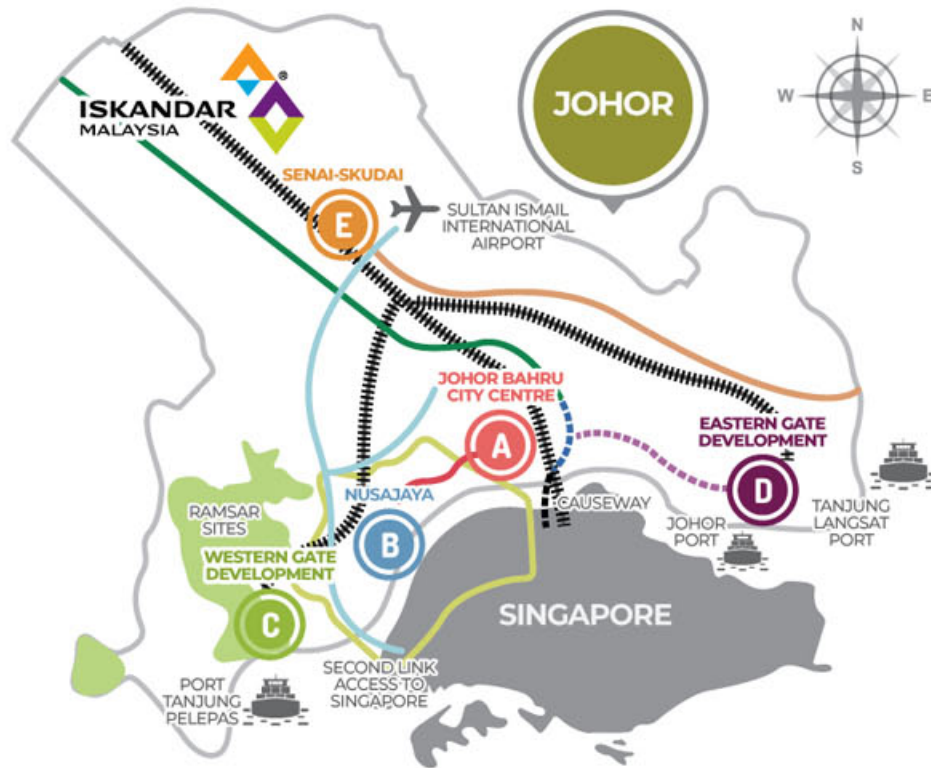 ISKANDAR
MALAYSIA
®
JOHOR
N
W
E
S
SENAI-SKUDAI
E
SULTAN ISMAIL
INTERNATIONAL
AIRPORT
JOHOR BAHRU
CITY CENTRE
A
EASTERN GATE
DEVELOPMENT
D
NUSAJAYA
B
CAUSEWAY
JOHOR
PORT
TANJUNG
LANGSAT
PORT
RAMSAR
SITES
WESTERN GATE
DEVELOPMENT
C
SINGAPORE
PORT
TANJUNG
PELEPAS
SECOND LINK
ACCESS TO
SINGAPORE